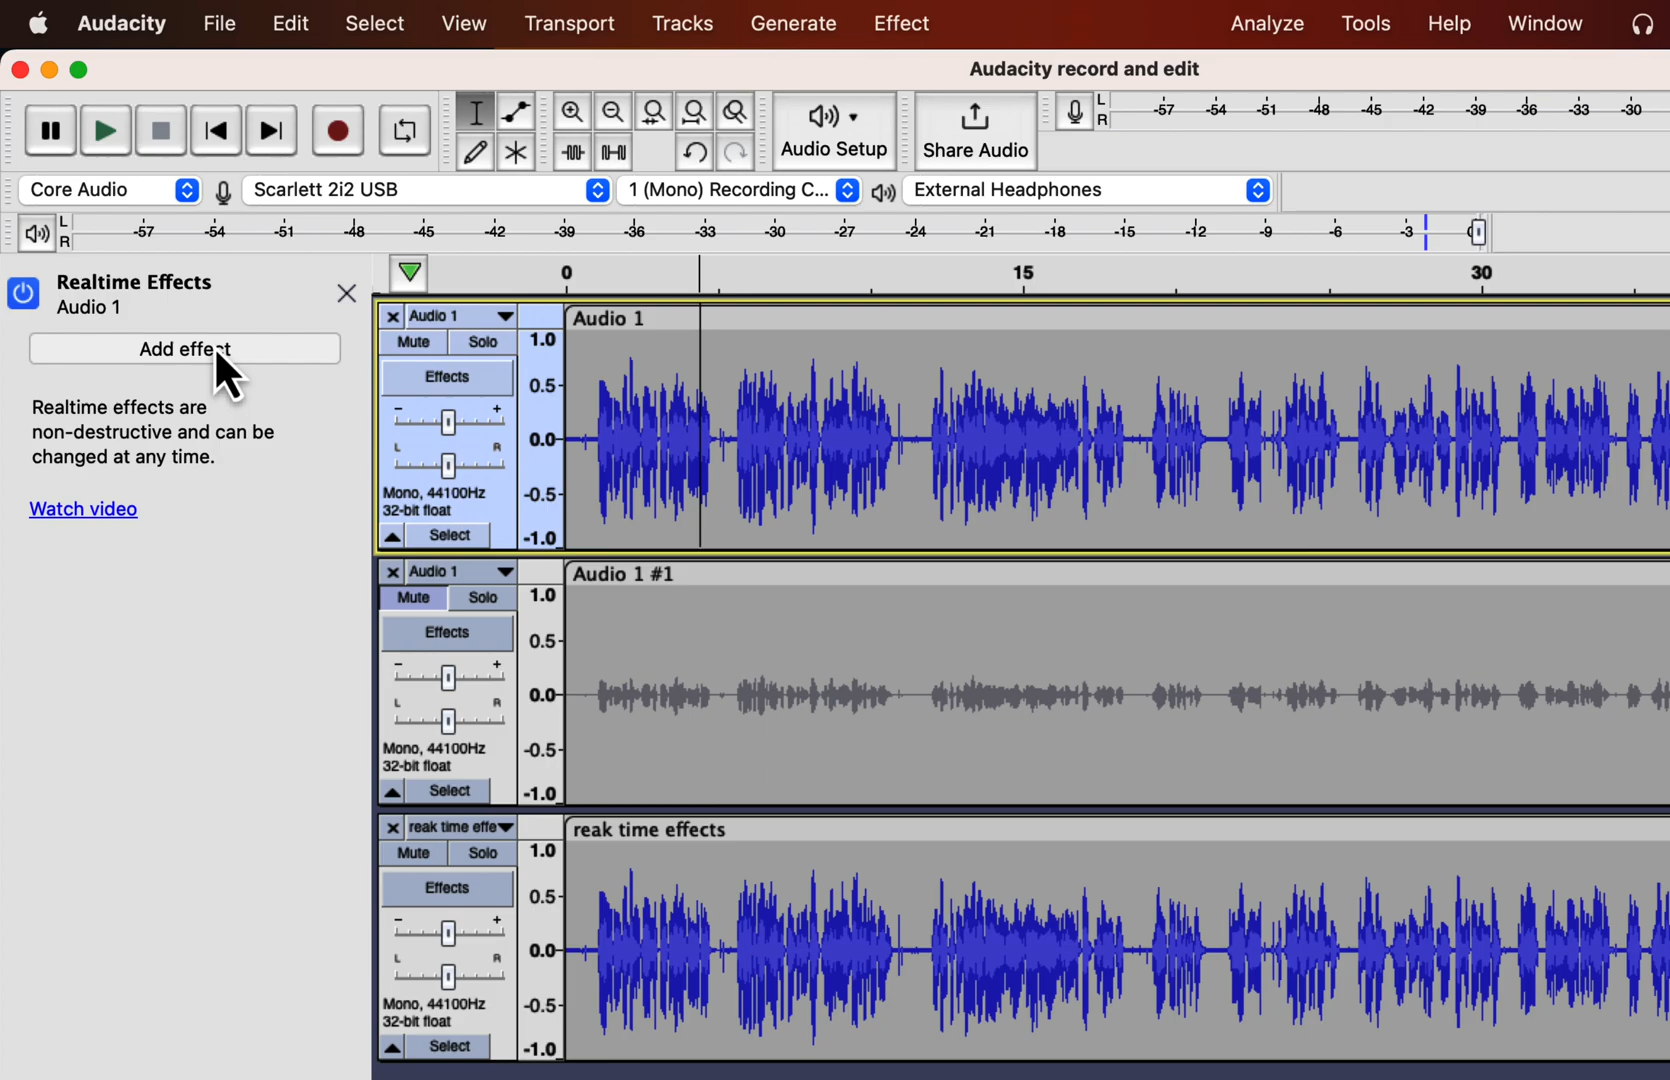 Audacity File Edit Select View Transport Tracks Generate Effect Analyze Tools Help Window
Audacity record and edit
Audio Setup
Share Audio
L
R
-57 -54 -51 -48 -45 -42 -39 -36 -33 -30
Core Audio
Scarlett 2i2 USB
1 (Mono) Recording C...
External Headphones
L
R
-57 -54 -51 -48 -45 -42 -39 -36 -33 -30 -27 -24 -21 -18 -15 -12 -9 -6 -3
0 15 30
Realtime Effects
Audio 1
Add effect
Realtime effects are
non-destructive and can be
changed at any time.
Watch video
Audio 1
Audio 1
Mute Solo
Effects
- +
L R
Mono, 44100Hz
32-bit float
Select
1.0
0.5
0.0
-0.5
-1.0
Audio 1
Audio 1 #1
Mute Solo
Effects
- +
L R
Mono, 44100Hz
32-bit float
Select
1.0
0.5
0.0
-0.5
-1.0
reak time effe
reak time effects
Mute Solo
Effects
- +
L R
Mono, 44100Hz
32-bit float
Select
1.0
0.5
0.0
-0.5
-1.0